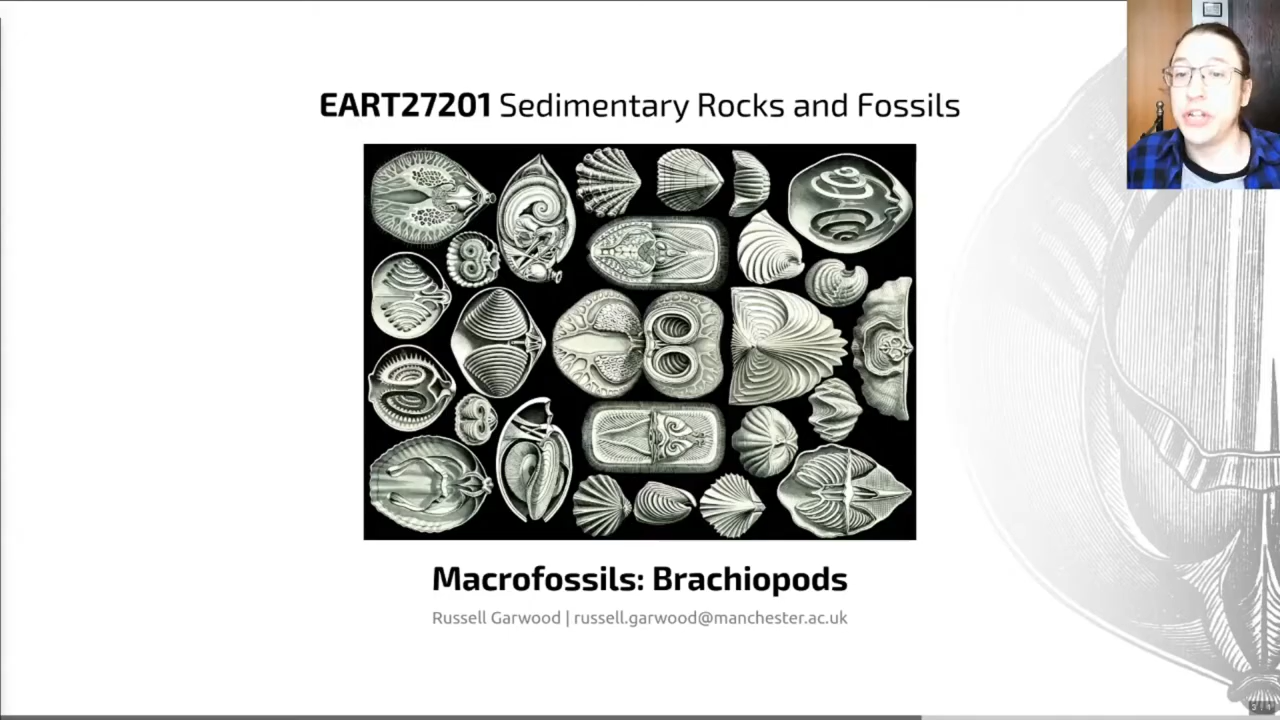 EART27201 Sedimentary Rocks and Fossils
Macrofossils: Brachiopods
Russell Garwood | russell.garwood@manchester.ac.uk